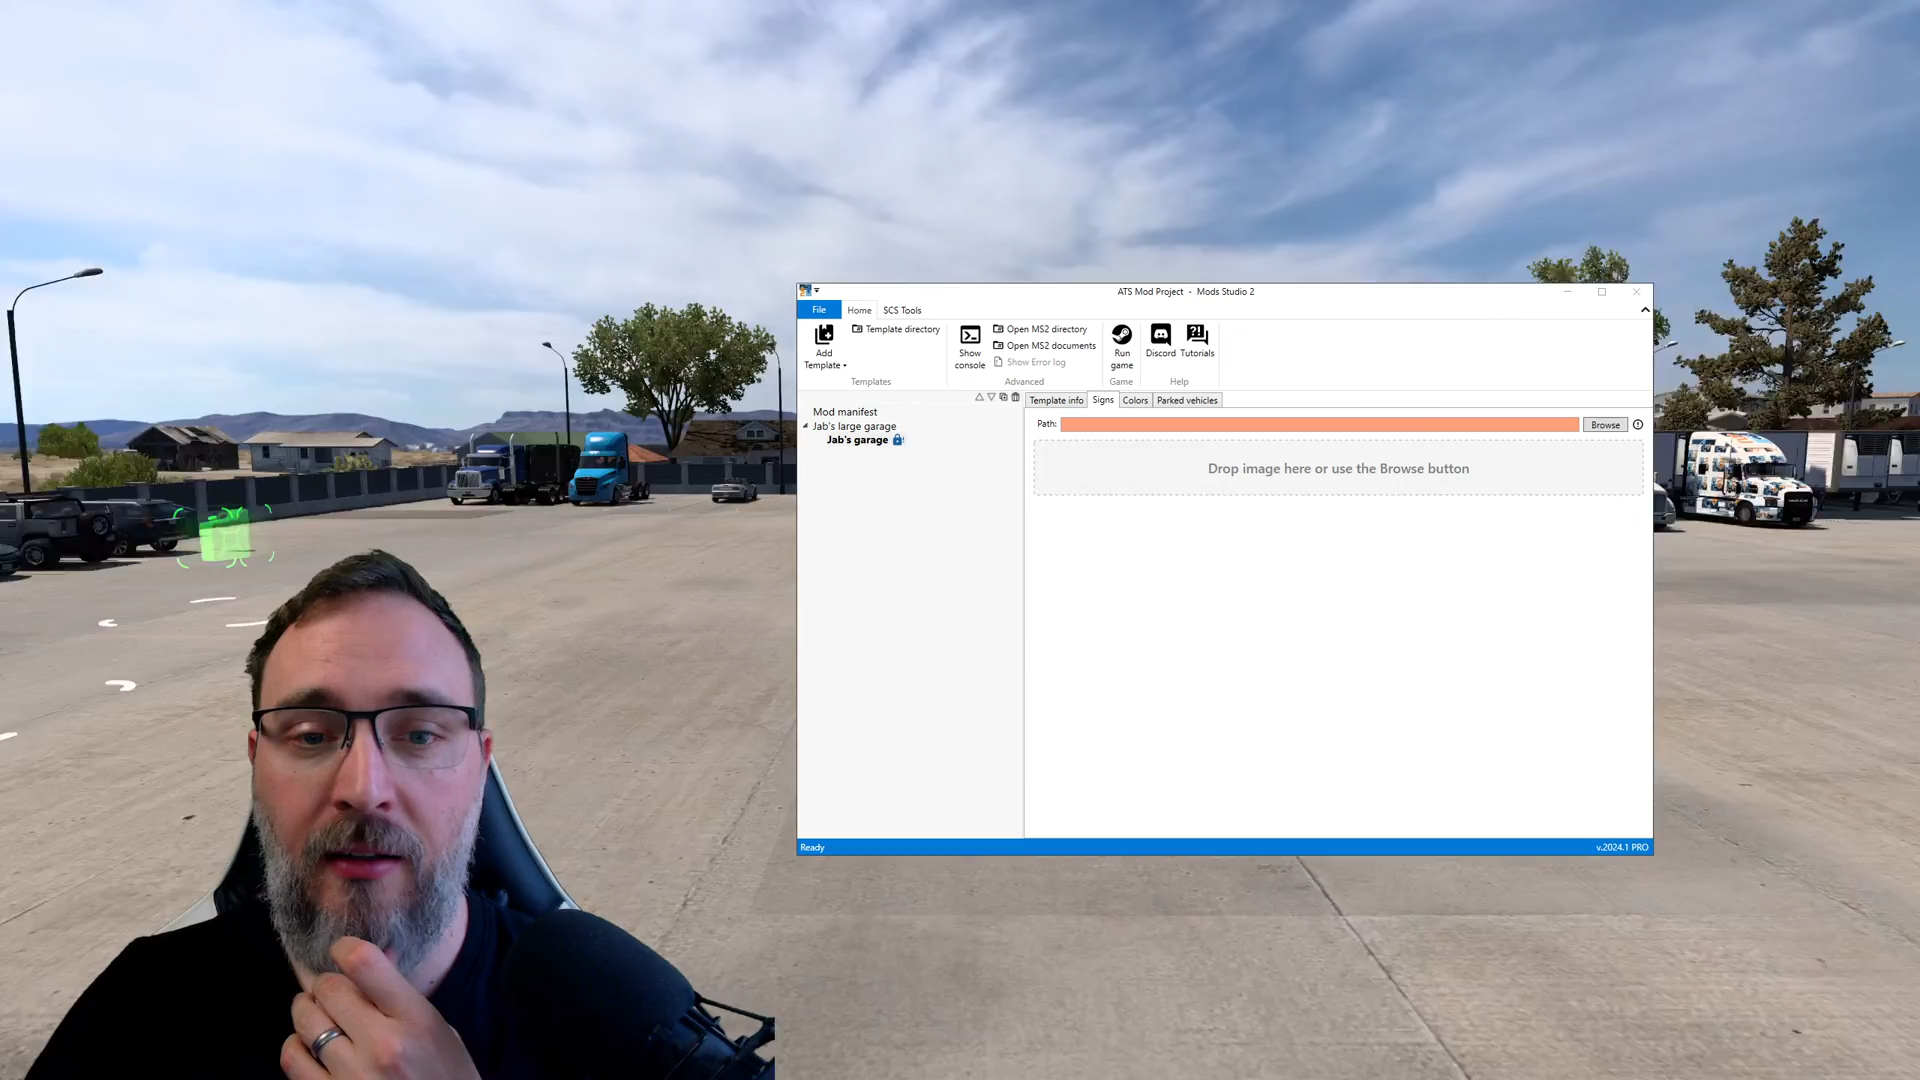 ATS Mod Project - Mods Studio 2
File Home SCS Tools
Add Template
Template directory
Templates
Show console
Open MS2 directory
Open MS2 documents
Show Error log
Advanced
Run game
Game
Discord
Tutorials
Help
Mod manifest
Jab's large garage
Jab's garage
Template info Signs Colors Parked vehicles
Path: Browse
Drop image here or use the Browse button
Ready
v.2024.1 PRO